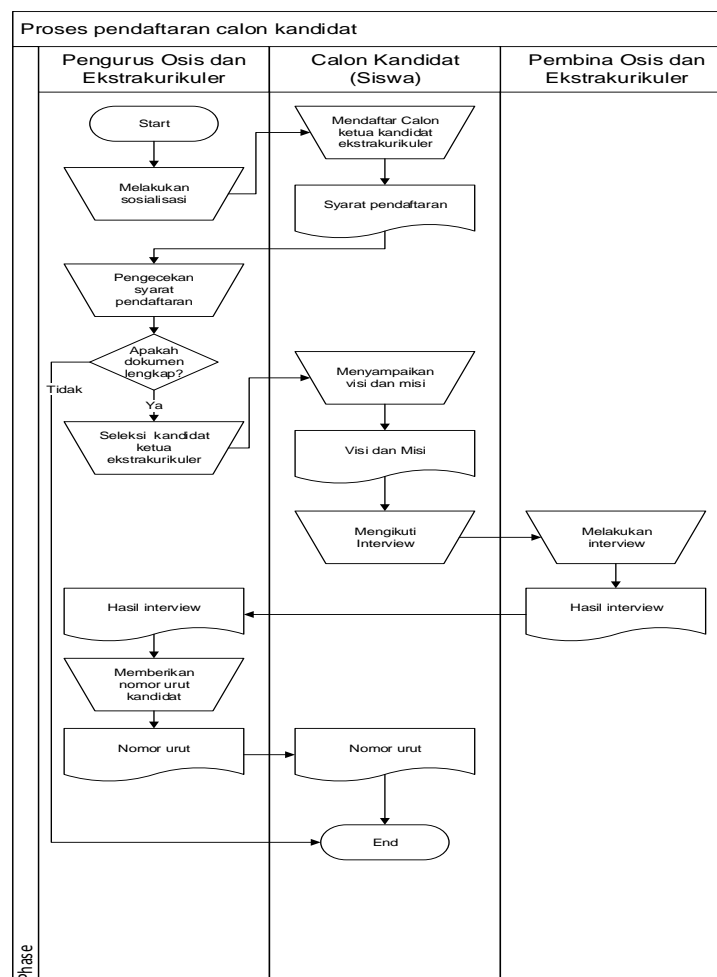 Proses pendaftaran calon kandidat
Pengurus Osis dan
Ekstrakurikuler
Calon Kandidat
(Siswa)
Pembina Osis dan
Ekstrakurikuler
Start
Mendaftar Calon
ketua kandidat
ekstrakurikuler
Melakukan
sosialisasi
Syarat pendaftaran
Pengecekan
syarat
pendaftaran
Apakah
dokumen
lengkap?
Tidak
Ya
Menyampaikan
visi dan misi
Seleksi kandidat
ketua
ekstrakurikuler
Visi dan Misi
Mengikuti
Interview
Melakukan
interview
Hasil interview
Hasil interview
Memberikan
nomor urut
kandidat
Nomor urut
Nomor urut
End
Phase